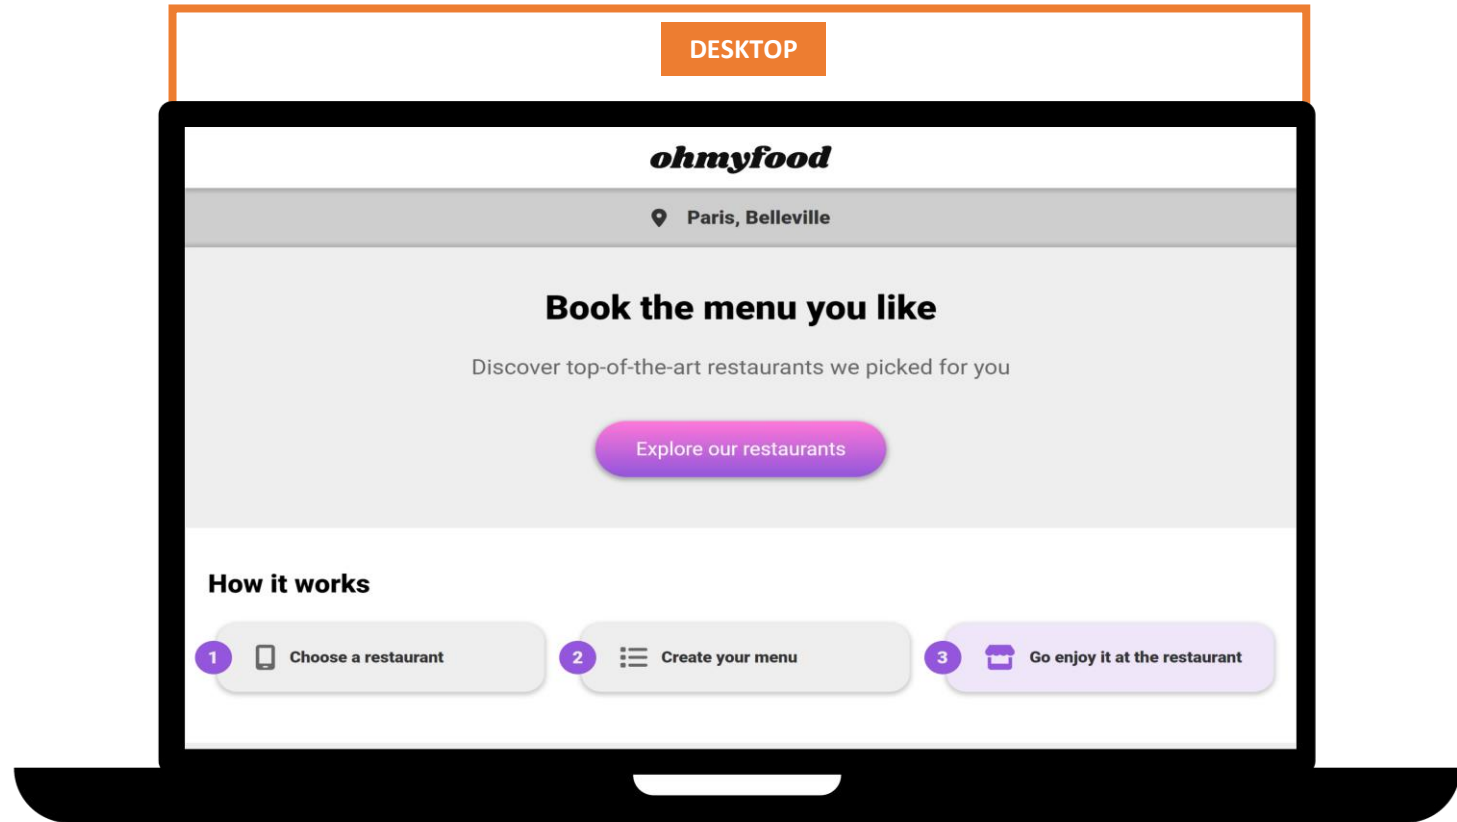 DESKTOP
ohmyfood
Paris, Belleville
Book the menu you like
Discover top-of-the-art restaurants we picked for you
Explore our restaurants
How it works
1 Choose a restaurant
2 Create your menu
3 Go enjoy it at the restaurant